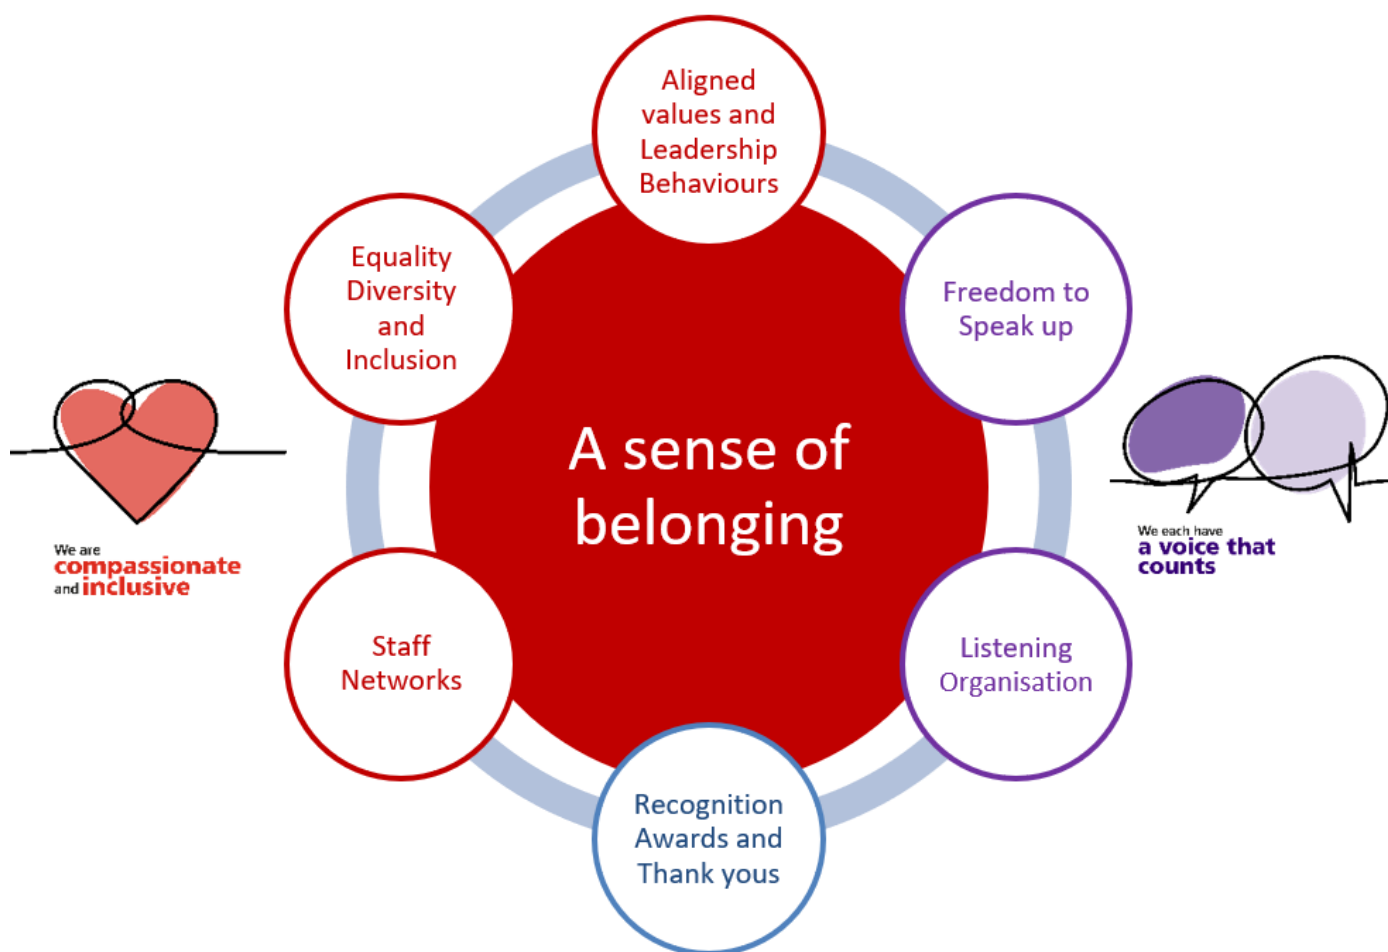 Aligned
values and
Leadership
Behaviours
Equality
Diversity
and
Inclusion
Freedom to
Speak up
A sense of
belonging
We are
compassionate
and inclusive
We each have
a voice that
counts
Staff
Networks
Listening
Organisation
Recognition
Awards and
Thank yous